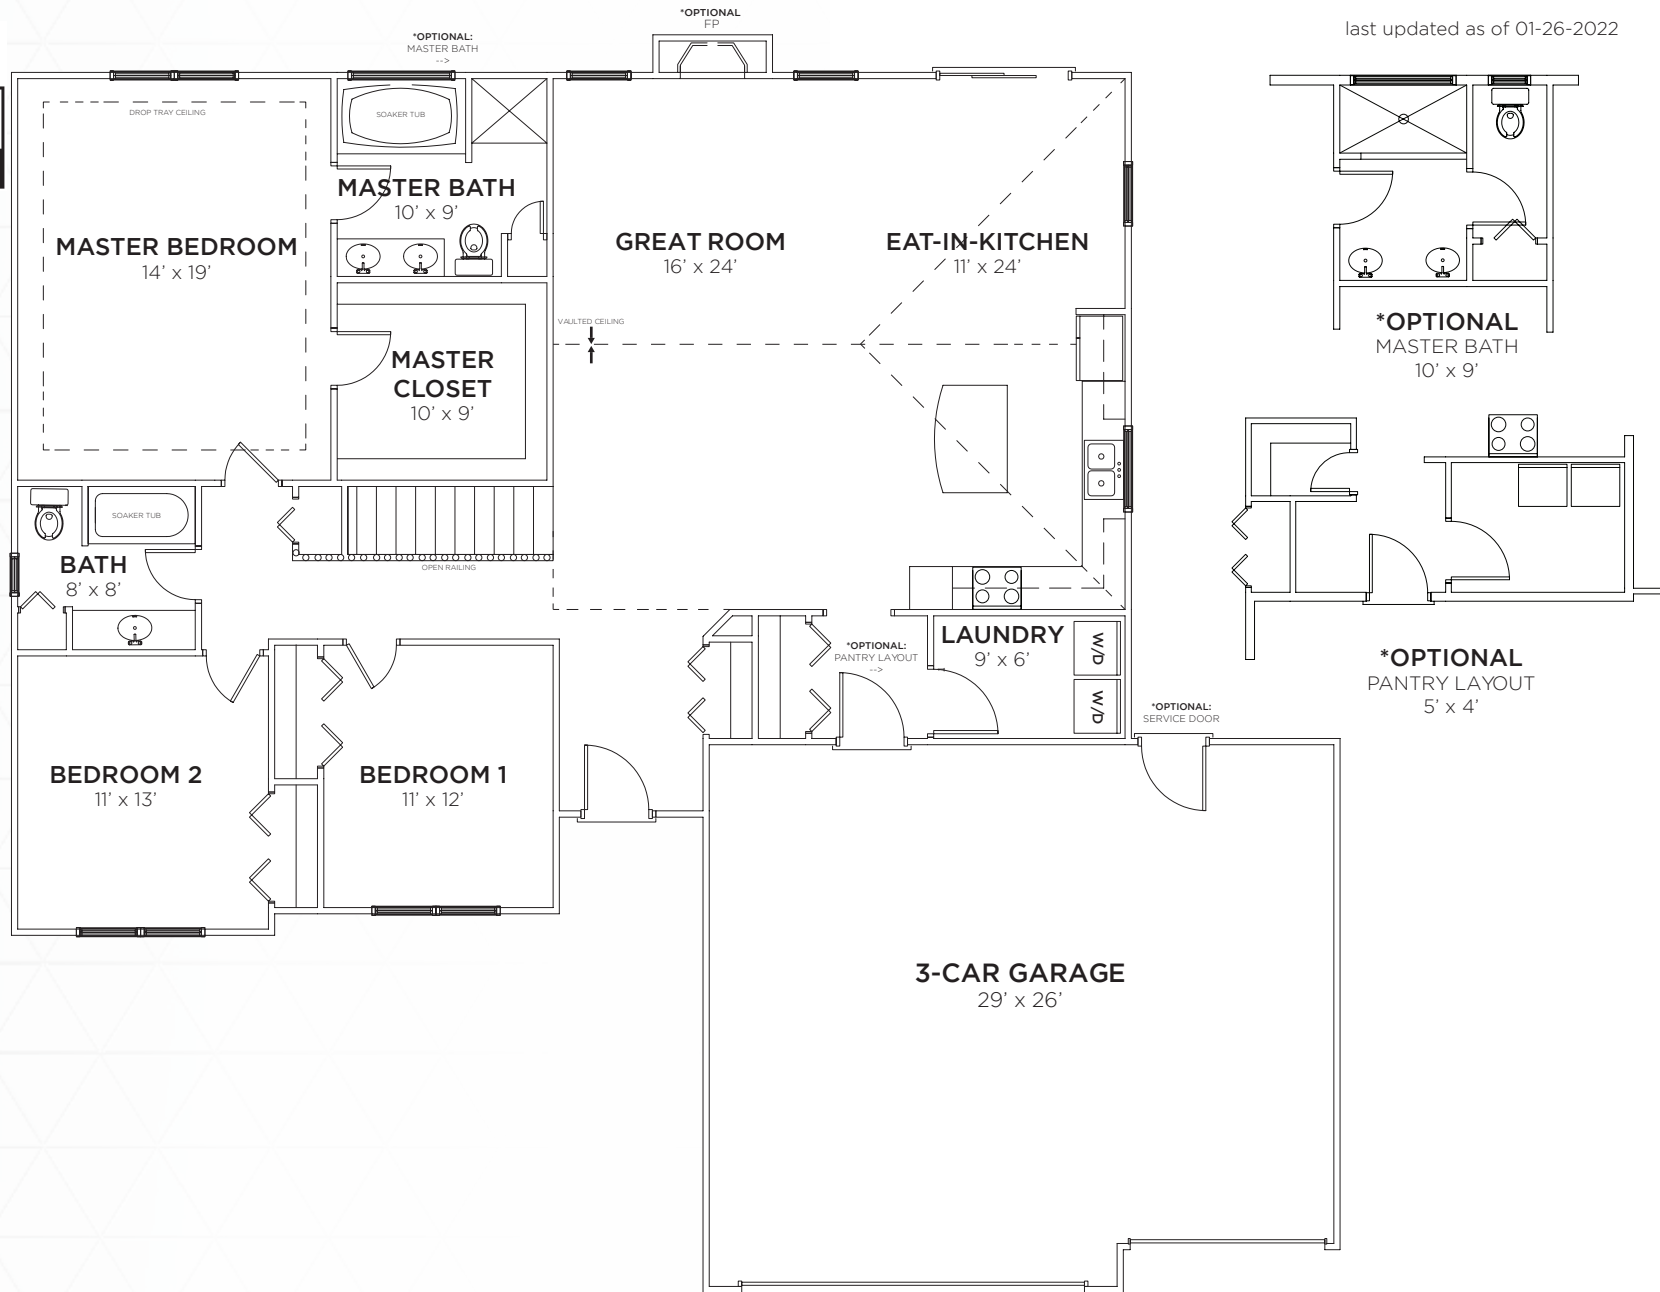 *OPTIONAL
FP
last updated as of 01-26-2022
*OPTIONAL:
MASTER BATH
-->
DROP TRAY CEILING
SOAKER TUB
MASTER BATH
10’ x 9’
MASTER BEDROOM
14’ x 19’
GREAT ROOM
16’ x 24’
EAT-IN-KITCHEN
11’ x 24’
VAULTED CEILING
*OPTIONAL
MASTER BATH
10’ x 9’
MASTER
CLOSET
10’ x 9’
SOAKER TUB
BATH
8’ x 8’
OPEN RAILING
*OPTIONAL:
PANTRY LAYOUT
-->
LAUNDRY
9’ x 6’
W/D
W/D
*OPTIONAL
PANTRY LAYOUT
5’ x 4’
*OPTIONAL:
SERVICE DOOR
BEDROOM 2
11’ x 13’
BEDROOM 1
11’ x 12’
3-CAR GARAGE
29’ x 26’